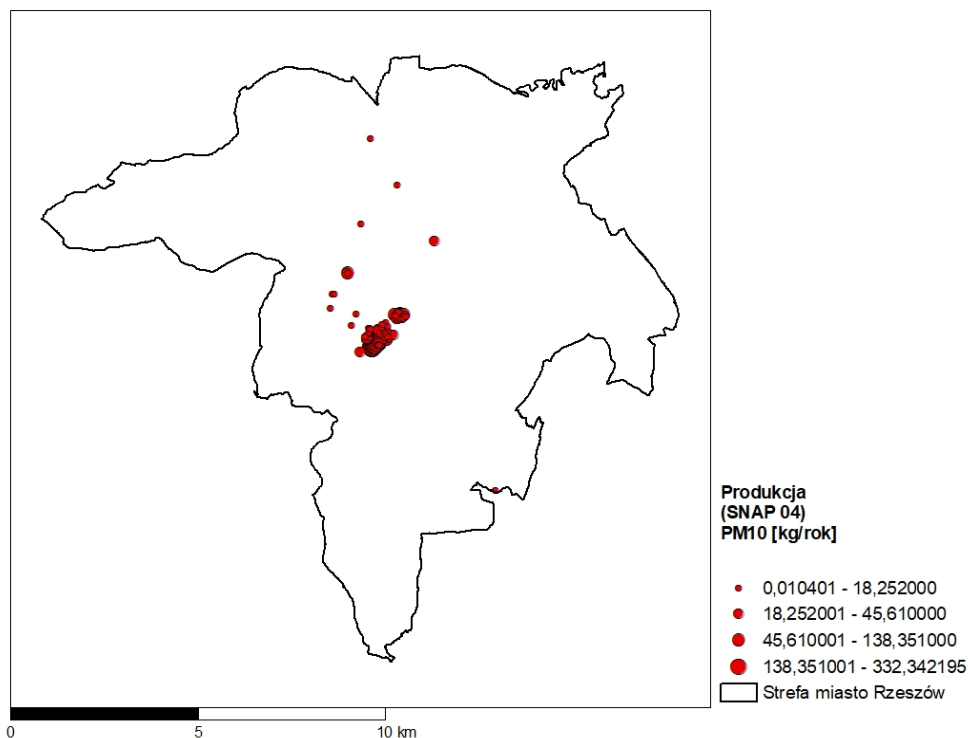 Produkcja
(SNAP 04)
PM10 [kg/rok]
0,010401 - 18,252000
18,252001 - 45,610000
45,610001 - 138,351000
138,351001 - 332,342195
Strefa miasto Rzeszów
0 5 10 km